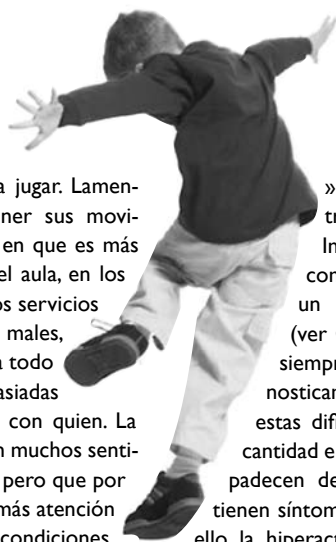 a jugar. Lamen-
ner sus movi-
en que es más
el aula, en los
os servicios
males,
a todo
asiadas
con quien. La
n muchos senti-
pero que por
más atención
condiciones
»
tr
In
con
un
(ver
siempr
nosticar
estas dif
cantidad e
padecen de
tienen síntom
ello la hiperact